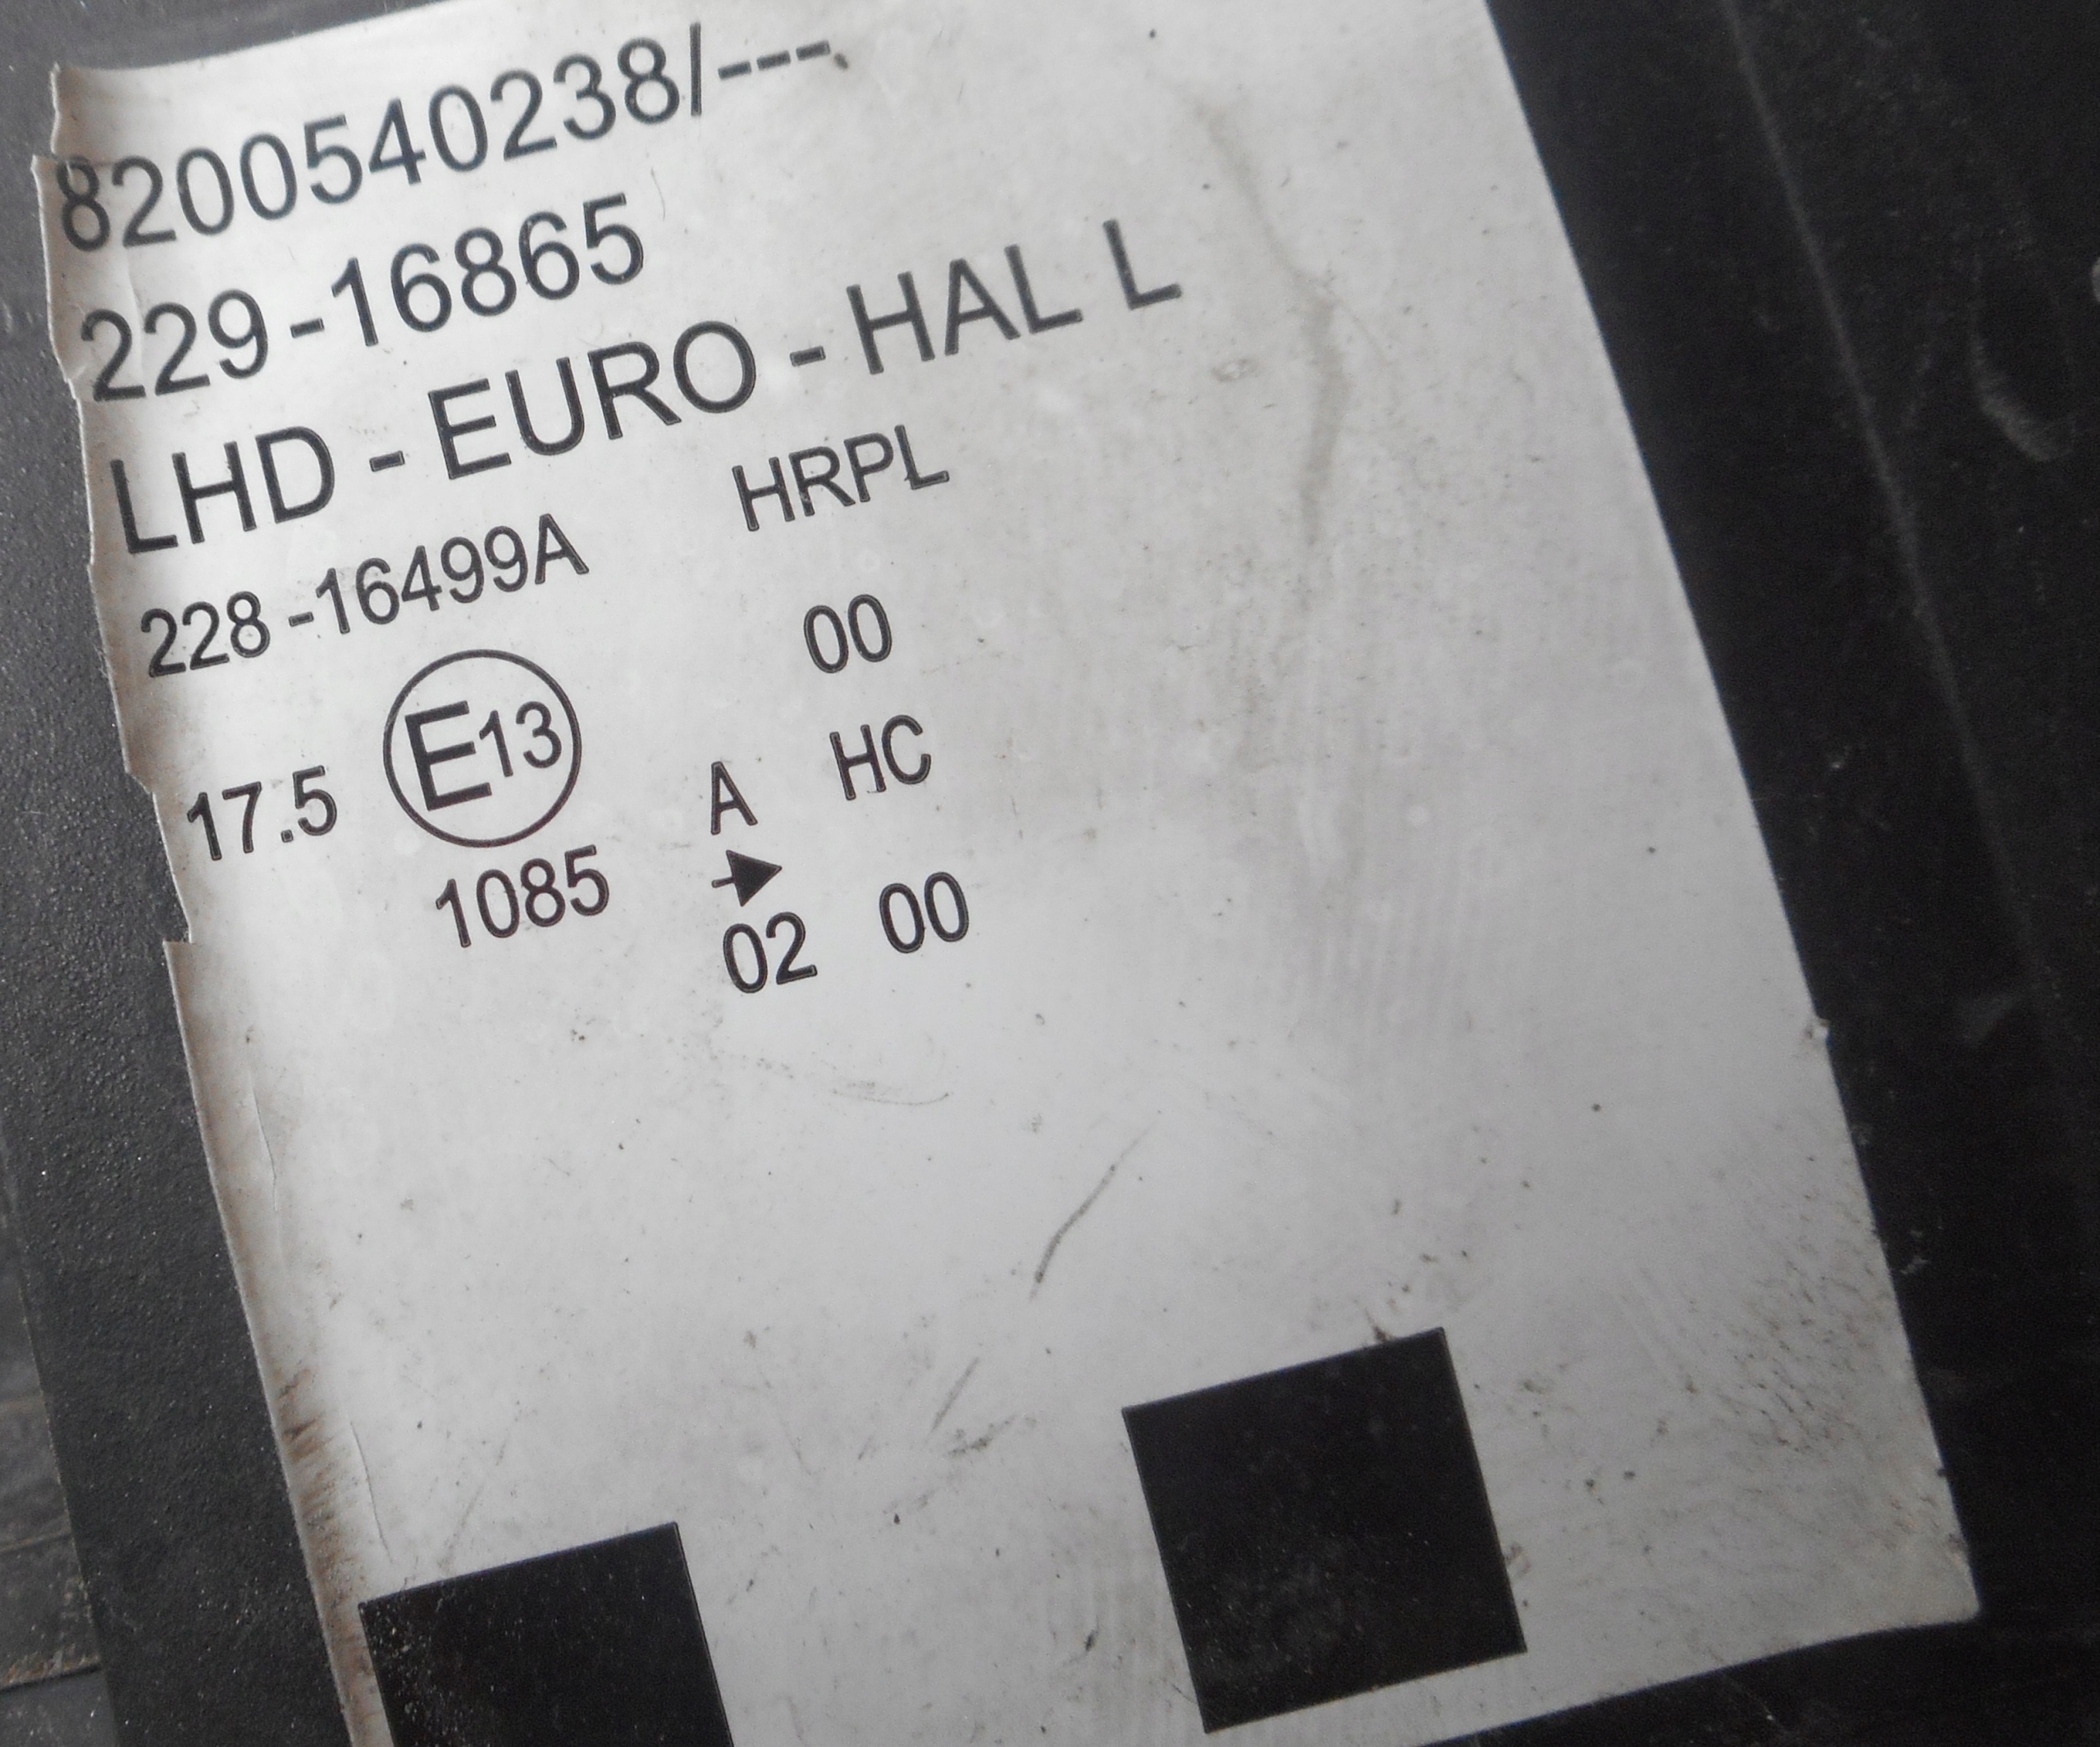 8200540238/---
229-16865
LHD - EURO - HAL L
228-16499A HRPL
00
17.5 E13 A HC
1085 → 02 00